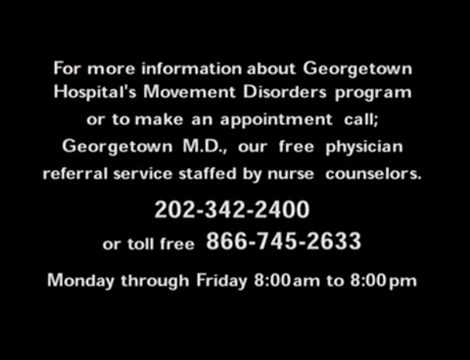 For more information about Georgetown
Hospital's Movement Disorders program
or to make an appointment call;
Georgetown M.D., our free physician
referral service staffed by nurse counselors.
202-342-2400
or toll free 866-745-2633
Monday through Friday 8:00am to 8:00pm